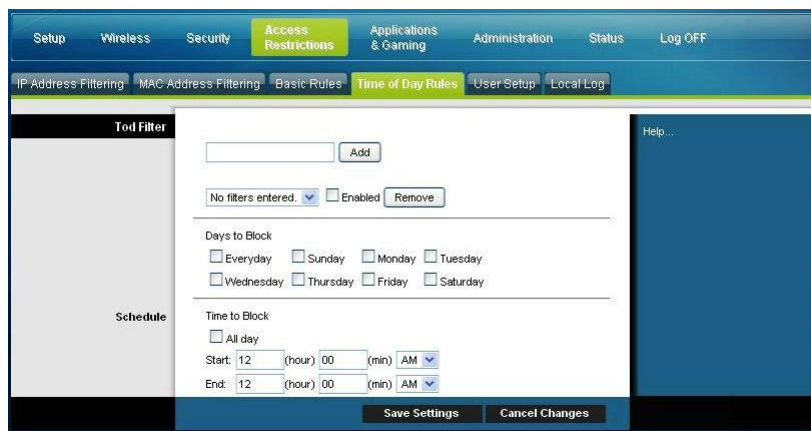 Setup Wireless Security Access Restrictions Applications & Gaming Administration Status Log OFF
IP Address Filtering MAC Address Filtering Basic Rules Time of Day Rules User Setup Local Log
Tod Filter
Help...
Add
No filters entered. Enabled Remove
Days to Block
Everyday Sunday Monday Tuesday
Wednesday Thursday Friday Saturday
Schedule
Time to Block
All day
Start: 12 (hour) 00 (min) AM
End: 12 (hour) 00 (min) AM
Save Settings Cancel Changes